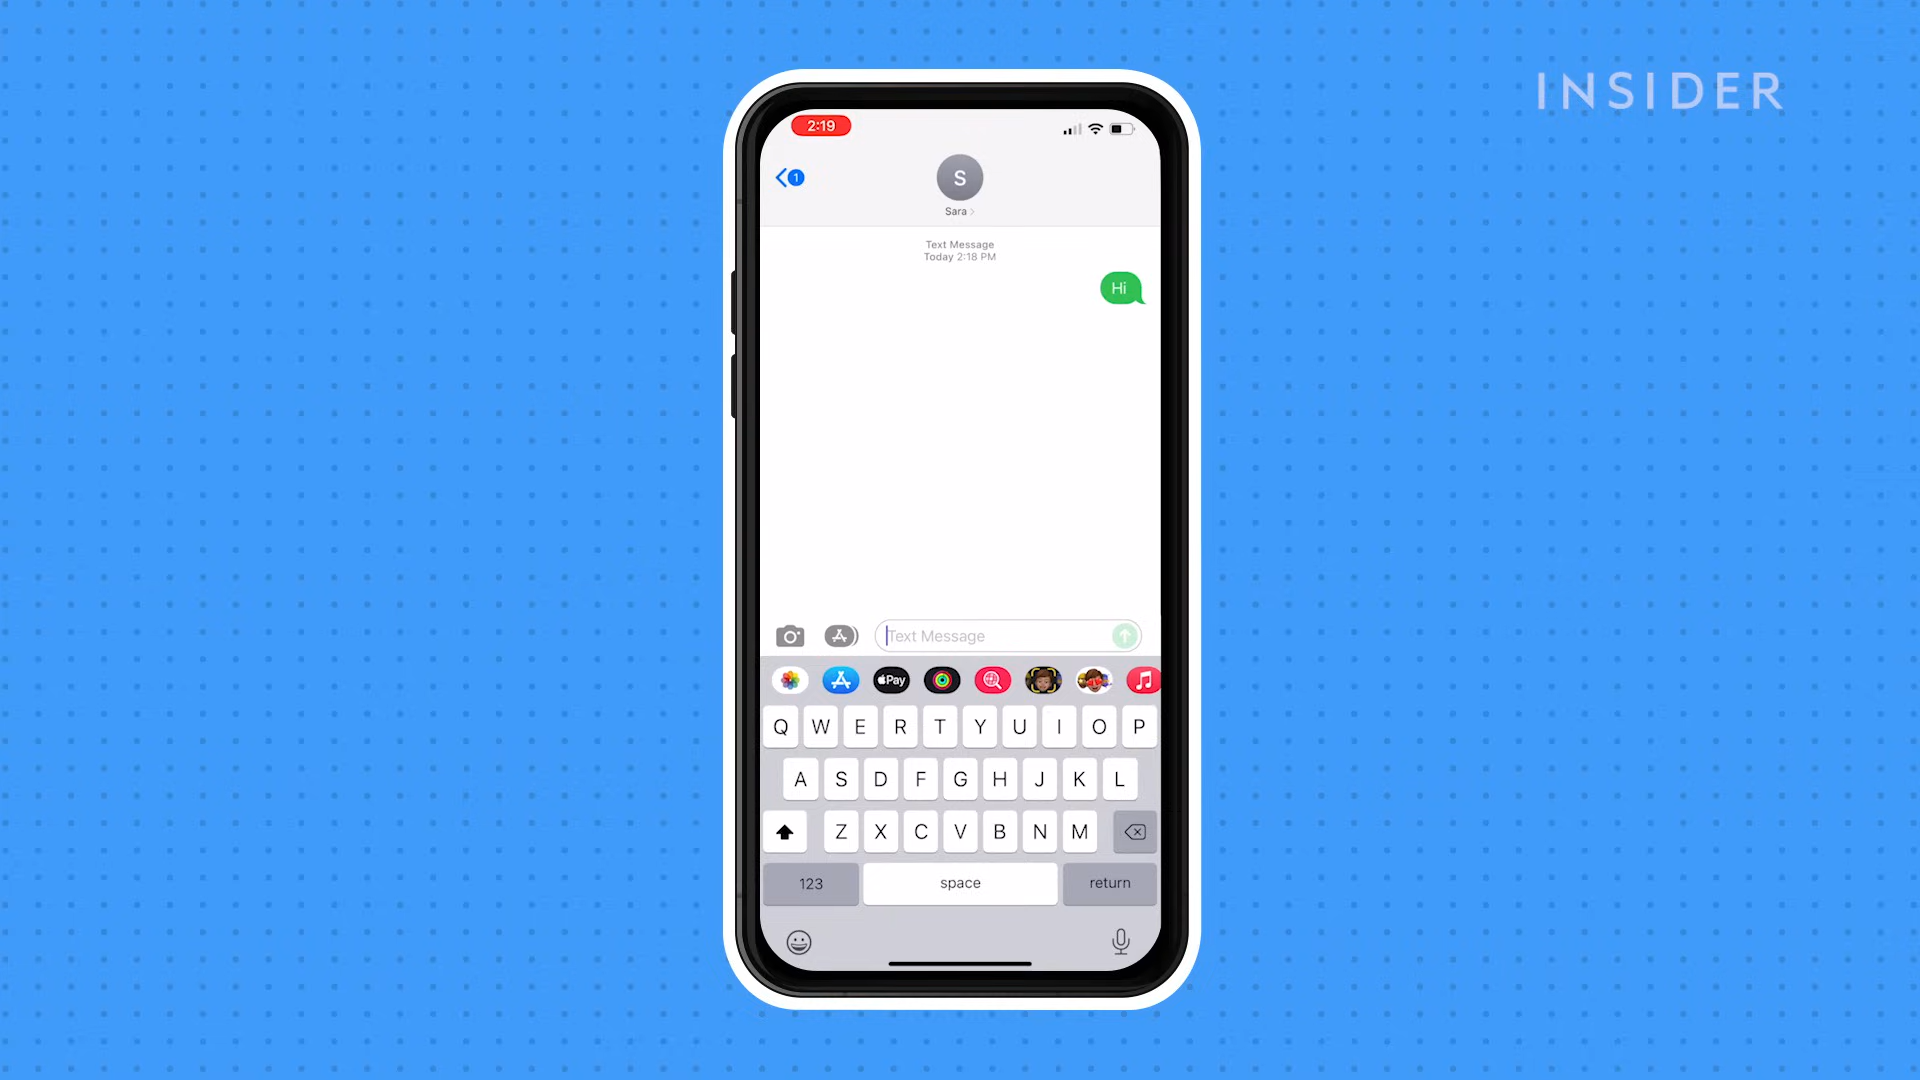 INSIDER
2:19
1
S
Sara
Text Message
Today 2:18 PM
Hi
Text Message
Pay
Q W E R T Y U I O P
A S D F G H J K L
Z X C V B N M
123 space return